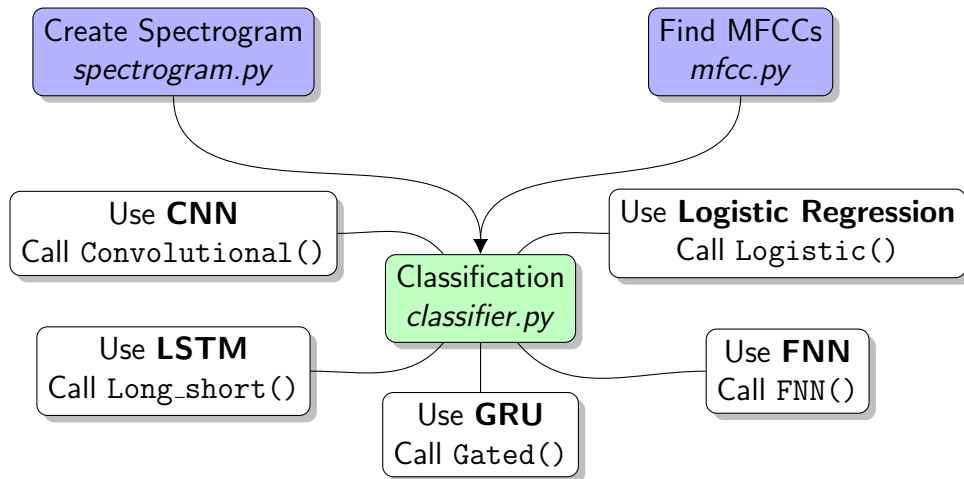 Create Spectrogram
spectrogram.py
Find MFCCs
mfcc.py
Use CNN
Call Convolutional()
Use Logistic Regression
Call Logistic()
Classification
classifier.py
Use LSTM
Call Long_short()
Use FNN
Call FNN()
Use GRU
Call Gated()